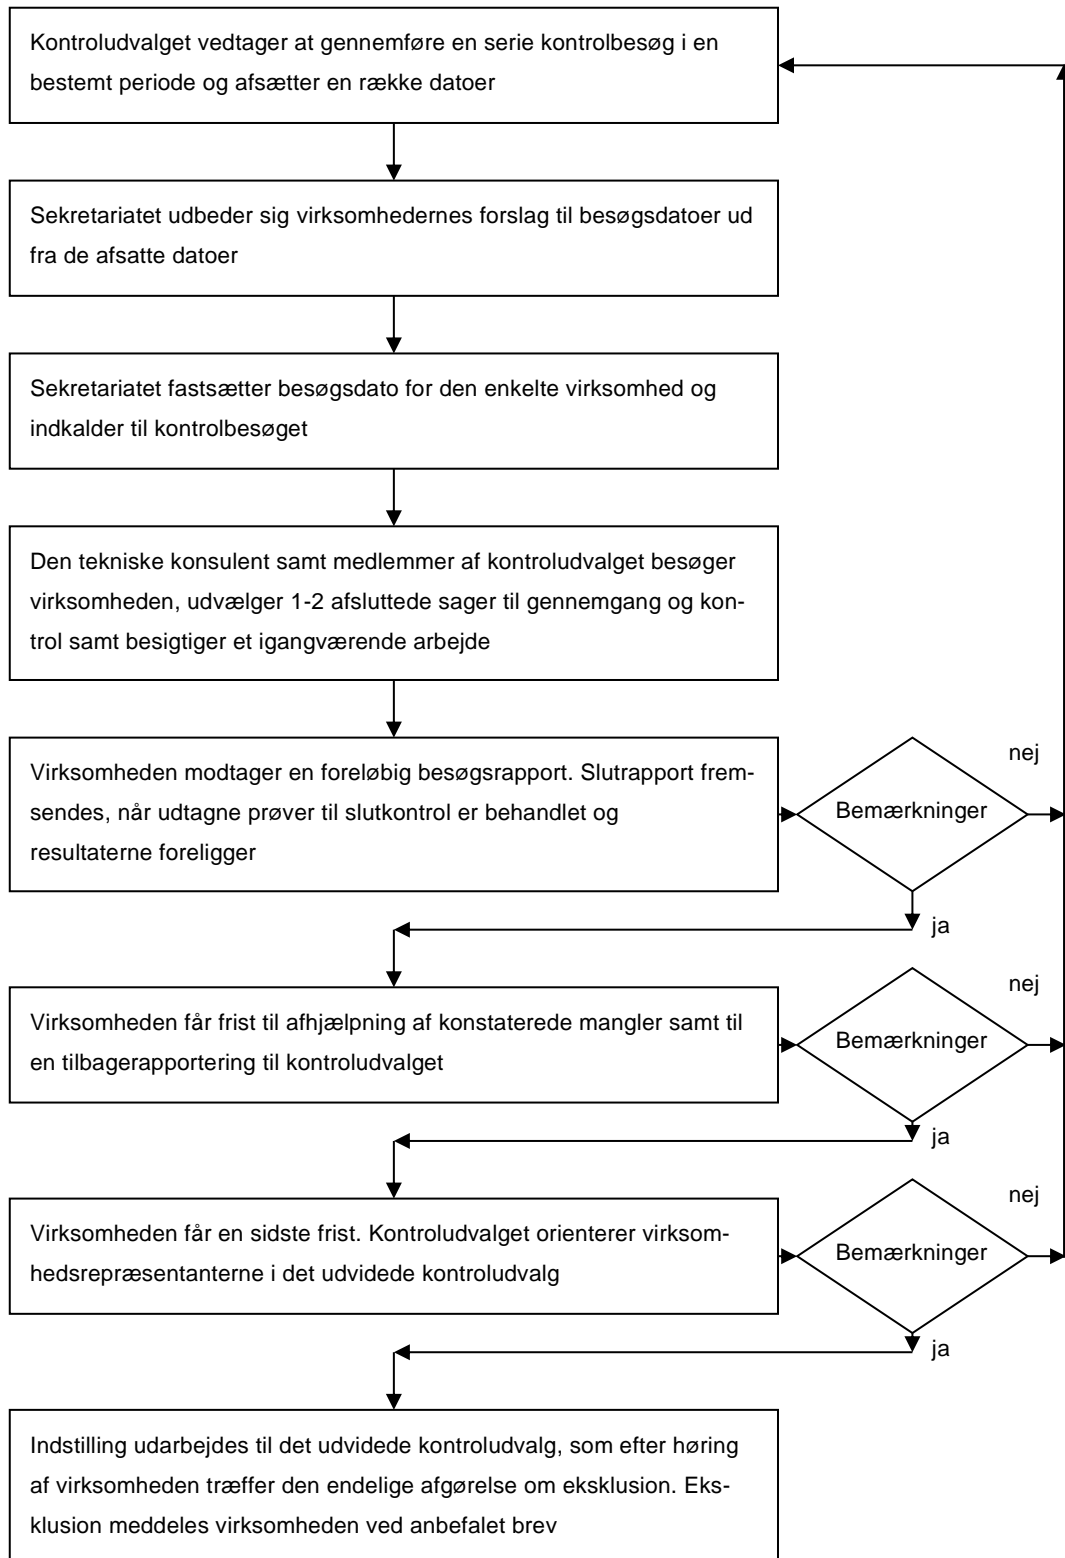 Kontroludvalget vedtager at gennemføre en serie kontrolbesøg i en
bestemt periode og afsætter en række datoer
Sekretariatet udbeder sig virksomhedernes forslag til besøgsdatoer ud
fra de afsatte datoer
Sekretariatet fastsætter besøgsdato for den enkelte virksomhed og
indkalder til kontrolbesøget
Den tekniske konsulent samt medlemmer af kontroludvalget besøger
virksomheden, udvælger 1-2 afsluttede sager til gennemgang og kon-
trol samt besigtiger et igangværende arbejde
Virksomheden modtager en foreløbig besøgsrapport. Slutrapport frem-
sendes, når udtagne prøver til slutkontrol er behandlet og
resultaterne foreligger
Bemærkninger
nej
ja
Virksomheden får frist til afhjælpning af konstaterede mangler samt til
en tilbagerapportering til kontroludvalget
Bemærkninger
nej
ja
Virksomheden får en sidste frist. Kontroludvalget orienterer virksom-
hedsrepræsentanterne i det udvidede kontroludvalg
Bemærkninger
nej
ja
Indstilling udarbejdes til det udvidede kontroludvalg, som efter høring
af virksomheden træffer den endelige afgørelse om eksklusion. Eks-
klusion meddeles virksomheden ved anbefalet brev